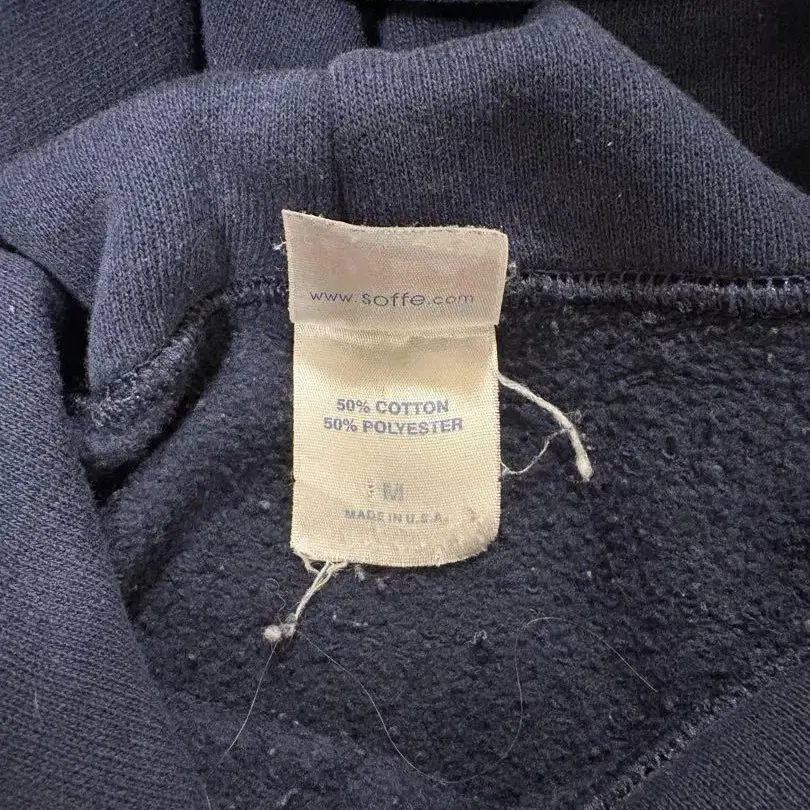 www.soffe.com
50% COTTON
50% POLYESTER
M
MADE IN U.S.A.